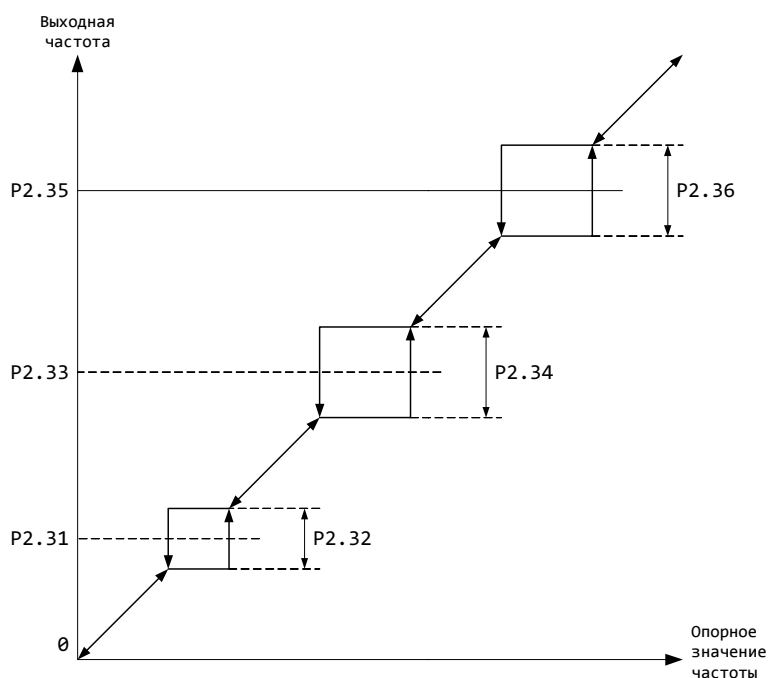 Выходная
частота
P2.35
P2.36
P2.33
P2.34
P2.31
P2.32
0
Опорное
значение
частоты